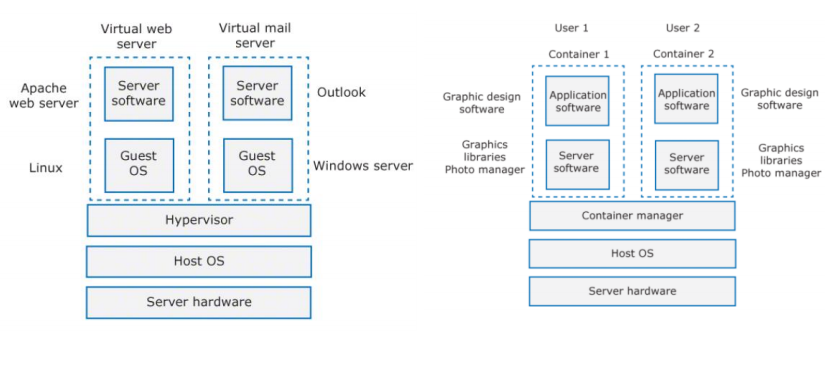 Virtual web
server
Virtual mail
server
Apache
web server
Server
software
Server
software
Outlook
Linux
Guest
OS
Guest
OS
Windows server
Hypervisor
Host OS
Server hardware
User 1
User 2
Container 1
Container 2
Graphic design
software
Application
software
Application
software
Graphic design
software
Graphics
libraries
Photo manager
Server
software
Server
software
Graphics
libraries
Photo manager
Container manager
Host OS
Server hardware